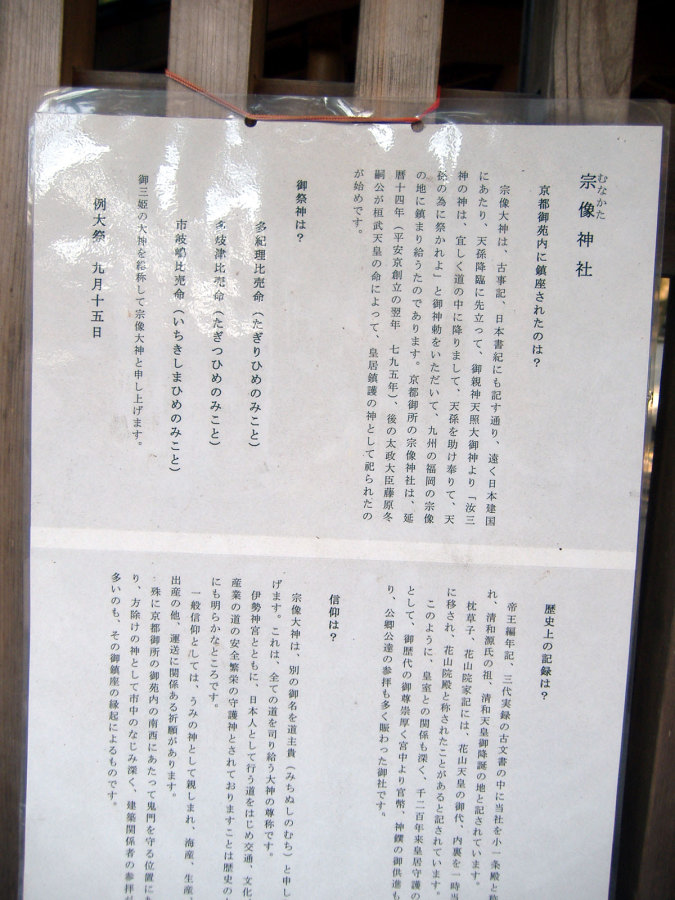 むなかた
宗像神社
京都御苑内に鎮座されたのは？
宗像大神は、古事記、日本書紀にも記す通り、遠く日本建国
にあたり、天孫降臨に先立って、御親神天照大御神より「汝三
神の神は、宜しく道の中に降りまして、天孫を助け奉りて、天
孫の為に祭かれよ」と御神勅をいただいて、九州の福岡の宗像
の地に鎮まり給うたのであります。京都御所の宗像神社は、延
暦十四年（平安京創立の翌年 七九五年）、後の太政大臣藤原冬
嗣公が桓武天皇の命によって、皇居鎮護の神として祀られたの
が始めです。
御祭神は？
多紀理比売命（たぎりひめのみこと）
多岐津比売命（たぎつひめのみこと）
市岐嶋比売命（いちきしまひめのみこと）
御三姫の大神を総称して宗像大神と申し上げます。
例大祭 九月十五日
歴史上の記録は？
帝王編年記、三代実録の古文書の中に当社を小一条殿と称
れ、清和源氏の祖、清和天皇御降誕の地と記されています。
枕草子、花山院家記には、花山天皇の御代、内裏を一時当
に移され、花山院殿と称されたことがあると記されています。
このように、皇室との関係も深く、千二百年来皇居守護の
として、御歴代の御尊崇厚く宮中より官幣、神饌の御供進も
り、公卿公達の参拝も多く賑わった御社です。
信仰は？
宗像大神は、別の御名を道主貴（みちぬしのむち）と申し
げます。これは、全ての道を司り給う大神の尊称です。
伊勢神宮とともに、日本人として行う道をはじめ交通、文化
産業の道の安全繁栄の守護神とされておりますことは歴史の
にも明らかなところです。
一般信仰としては、うみの神として親しまれ、海産、生産、
出産の他、運送に関係ある祈願があります。
殊に京都御所の御苑内の南西にあたって鬼門を守る位置に
り、方除けの神として市中のなじみ深く、建築関係者の参拝が
多いのも、その御鎮座の縁起によるものです。